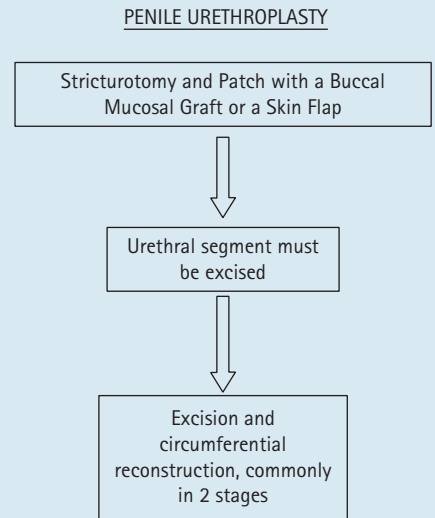 PENILE URETHROPLASTY
Stricturotomy and Patch with a Buccal
Mucosal Graft or a Skin Flap
Urethral segment must
be excised
Excision and
circumferential
reconstruction, commonly
in 2 stages